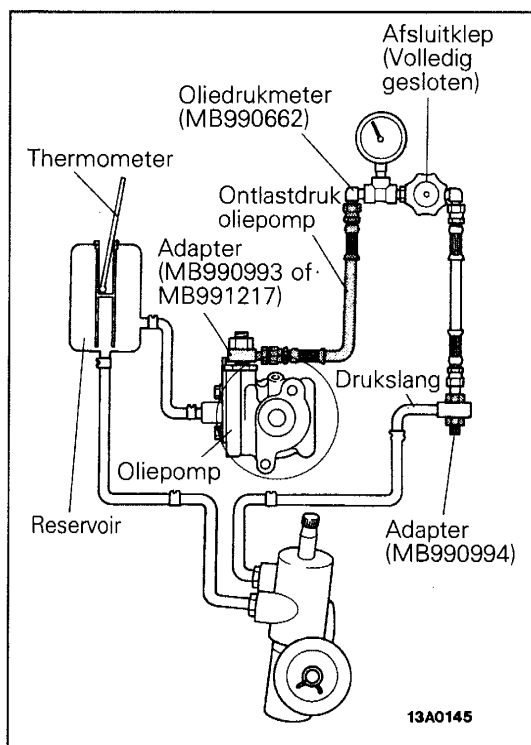 Afsluitklep
(Volledig
gesloten)
Oliedrukmeter
(MB990662)
Thermometer
Ontlastdruk
oliepomp
Adapter
(MB990993 of
MB991217)
Drukslang
Oliepomp
Reservoir
Adapter
(MB990994)
13A0145